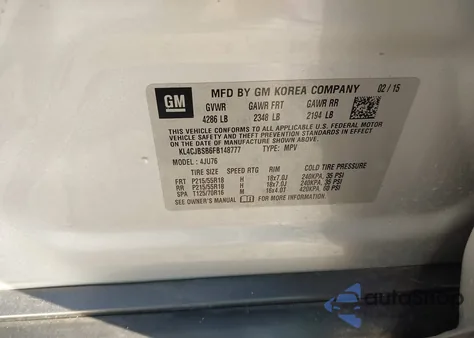 GM
MFD BY GM KOREA COMPANY 02/15
GVWR GAWR FRT GAWR RR
4286 LB 2348 LB 2194 LB
THIS VEHICLE CONFORMS TO ALL APPLICABLE U.S. FEDERAL MOTOR
VEHICLE SAFETY, BUMPER, AND THEFT PREVENTION STANDARDS
IN EFFECT ON THE DATE OF MANUFACTURE SHOWN ABOVE.
KL4CJBSB6FB148777 TYPE: MPV
MODEL: 4JU76
TIRE SIZE SPEED RTG RIM COLD TIRE PRESSURE
FRT P215/55R18 H 18x7.0J 240KPA, 35 PSI
RR P215/55R18 H 18x7.0J 240KPA, 35 PSI
SPA T125/70R16 M 16x4.0T 420KPA, 60 PSI
SEE OWNER'S MANUAL
autoShop